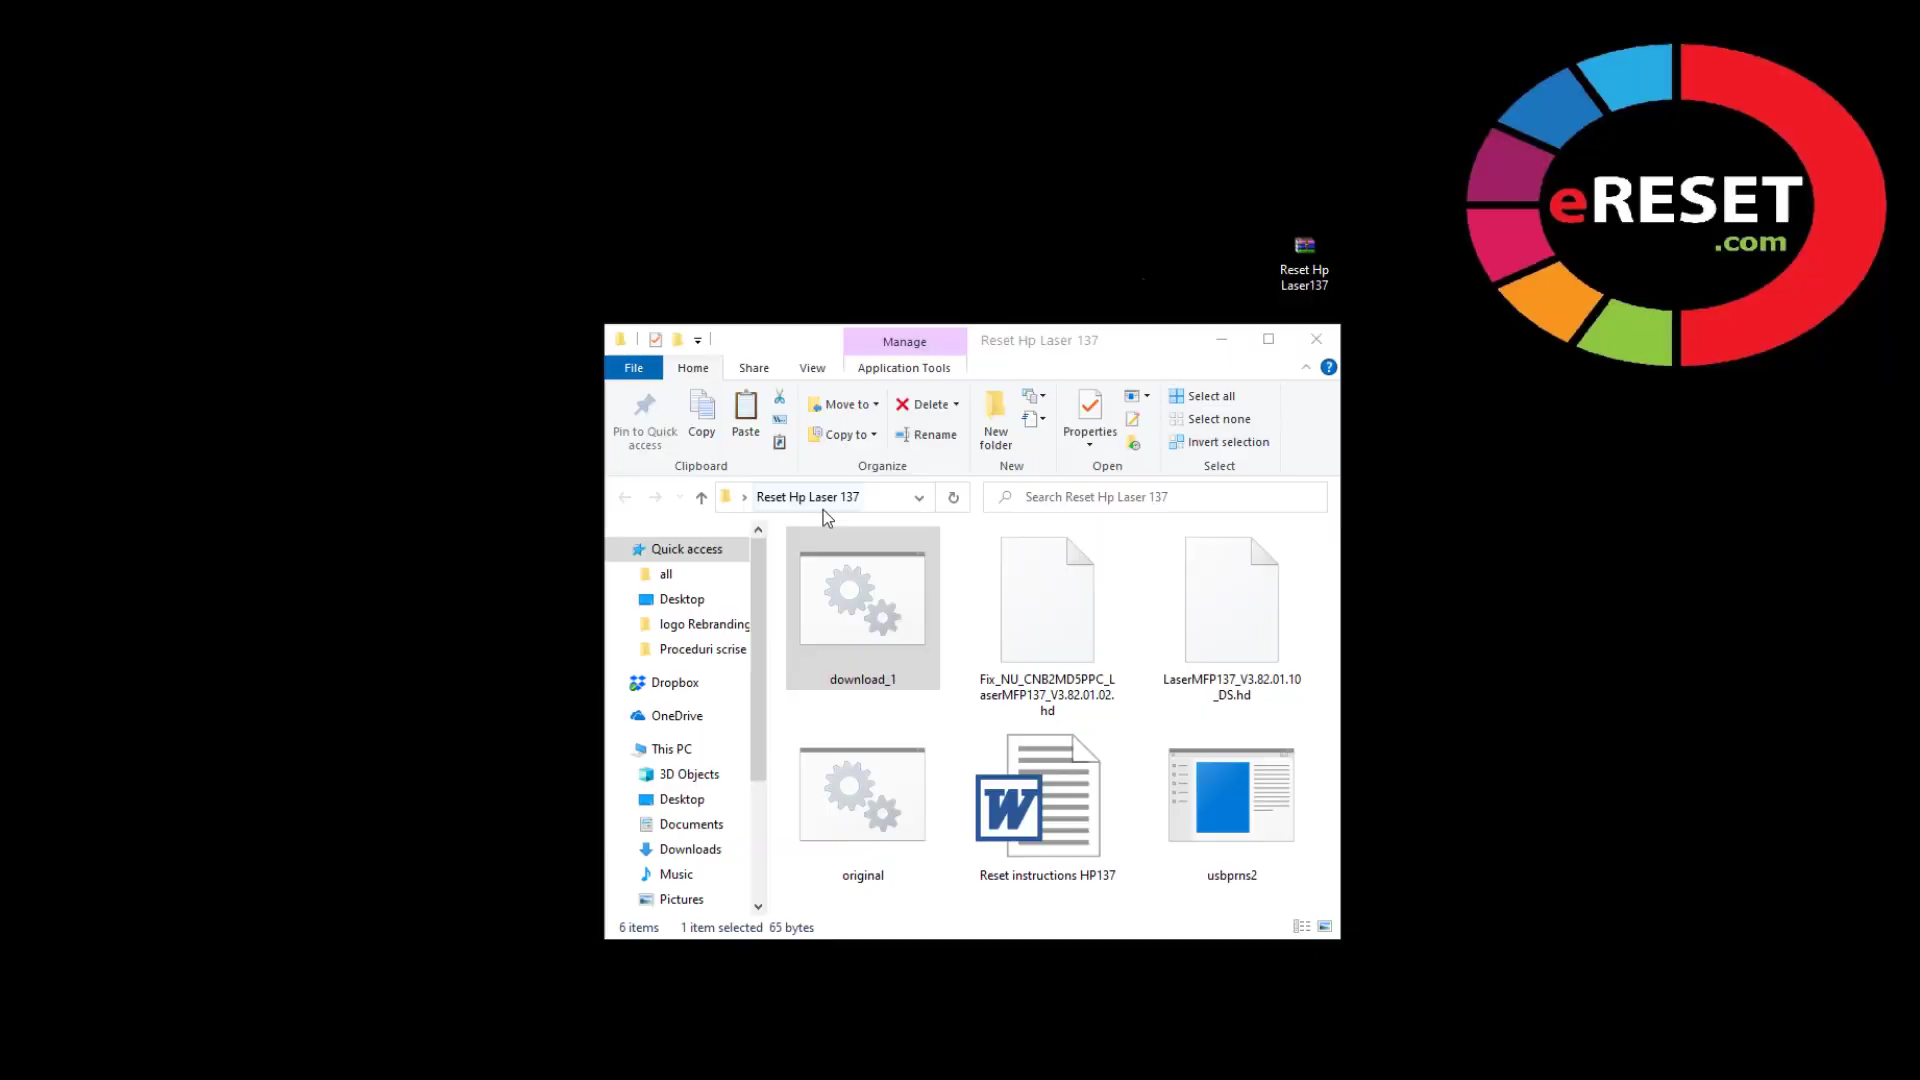 eRESET
.com
Reset Hp
Laser137
Manage
Reset Hp Laser 137
File
Home
Share
View
Application Tools
Pin to Quick
access
Copy
Paste
Move to
Copy to
Delete
Rename
New
folder
Properties
Select all
Select none
Invert selection
Clipboard
Organize
New
Open
Select
Reset Hp Laser 137
Search Reset Hp Laser 137
Quick access
all
Desktop
logo Rebranding
Proceduri scrise
Dropbox
OneDrive
This PC
3D Objects
Desktop
Documents
Downloads
Music
Pictures
download_1
Fix_NU_CNB2MD5PPC_L
aserMFP137_V3.82.01.02.
hd
LaserMFP137_V3.82.01.10
_DS.hd
original
W
Reset instructions HP137
usbprns2
6 items
1 item selected
65 bytes